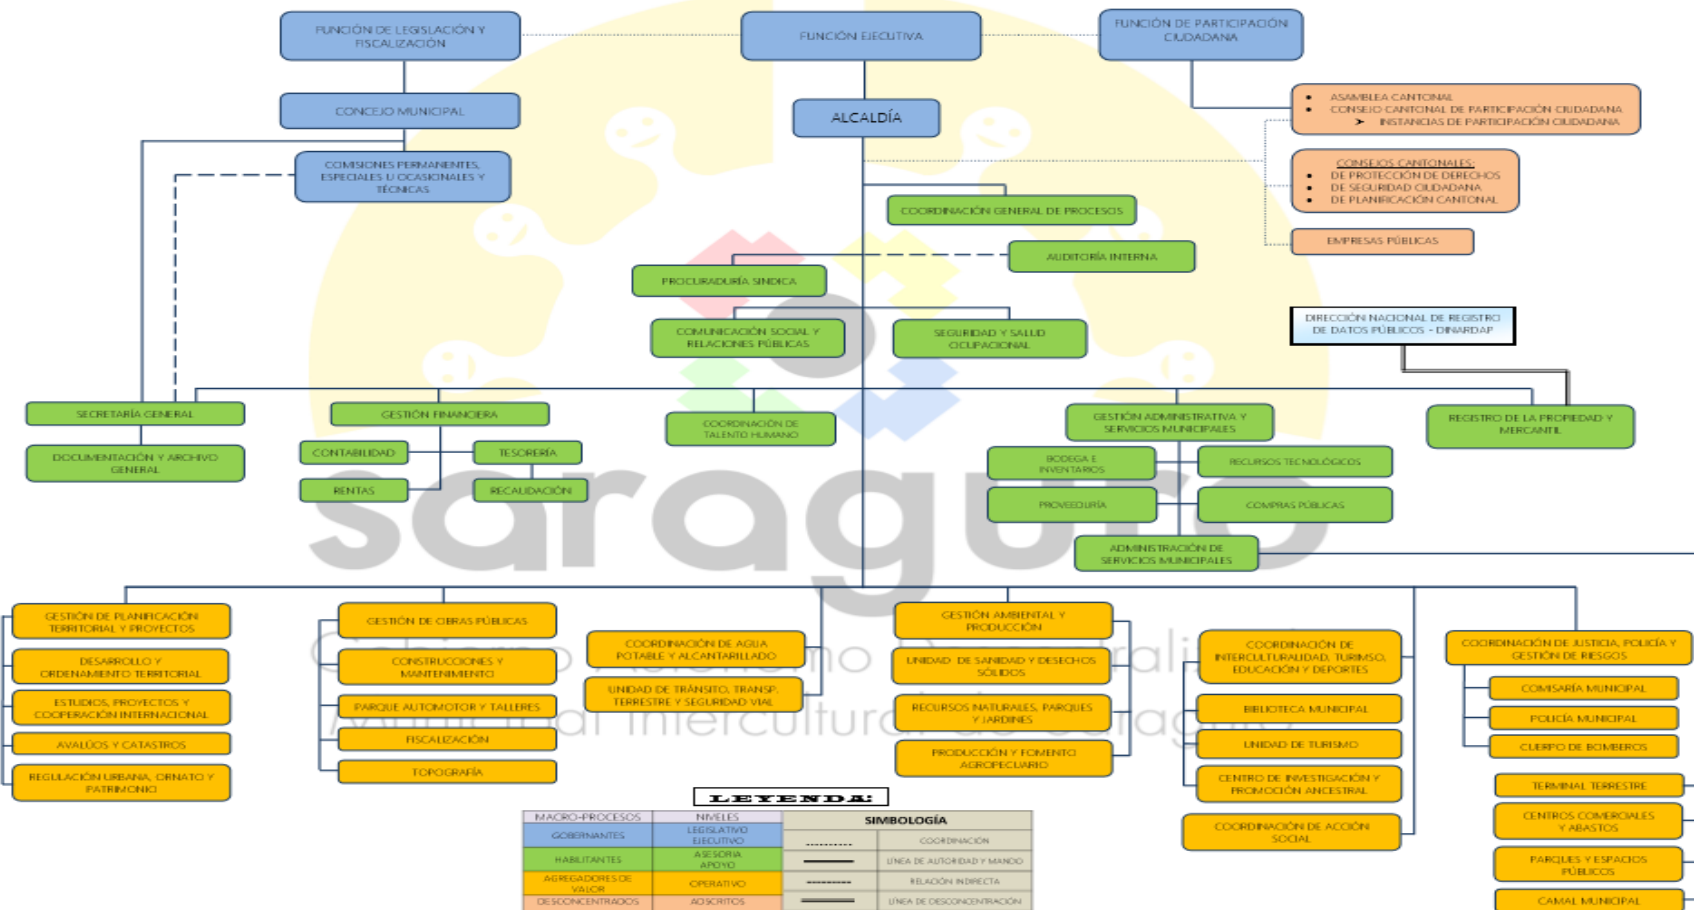 FUNCIÓN DE LEGISLACIÓN Y
FISCALIZACIÓN
FUNCIÓN EJECUTIVA
FUNCIÓN DE PARTICIPACIÓN
CIUDADANA
CONCEJO MUNICIPAL
ALCALDÍA
• ASAMBLEA CANTONAL
• CONSEJO CANTONAL DE PARTICIPACIÓN CIUDADANA
➤ INSTANCIAS DE PARTICIPACIÓN CIUDADANA
COMISIONES PERMANENTES,
ESPECIALES U OCASIONALES Y
TÉCNICAS
CONSEJOS CANTONALES:
• DE PROTECCIÓN DE DERECHOS
• DE SEGURIDAD CIUDADANA
• DE PLANIFICACIÓN CANTONAL
COORDINACIÓN GENERAL DE PROCESOS
EMPRESAS PÚBLICAS
AUDITORÍA INTERNA
PROCURADURÍA SINDICA
COMUNICACIÓN SOCIAL Y
RELACIONES PÚBLICAS
SEGURIDAD Y SALUD
OCUPACIONAL
DIRECCIÓN NACIONAL DE REGISTRO
DE DATOS PÚBLICOS - DINARDAP
SECRETARÍA GENERAL
GESTIÓN FINANCIERA
COORDINACIÓN DE
TALENTO HUMANO
GESTIÓN ADMINISTRATIVA Y
SERVICIOS MUNICIPALES
REGISTRO DE LA PROPIEDAD Y
MERCANTIL
DOCUMENTACIÓN Y ARCHIVO
GENERAL
CONTABILIDAD
TESORERÍA
RENTAS
RECAUDACIÓN
BODEGA E
INVENTARIOS
RECURSOS TECNOLÓGICOS
PROVEEDURÍA
COMPRAS PÚBLICAS
ADMINISTRACIÓN DE
SERVICIOS MUNICIPALES
saraguro
GESTIÓN DE PLANIFICACIÓN
TERRITORIAL Y PROYECTOS
DESARROLLO Y
ORDENAMIENTO TERRITORIAL
ESTUDIOS, PROYECTOS Y
COOPERACIÓN INTERNACIONAL
AVALÚOS Y CATASTROS
REGULACIÓN URBANA, ORNATO Y
PATRIMONIO
GESTIÓN DE OBRAS PÚBLICAS
CONSTRUCCIONES Y
MANTENIMIENTO
PARQUE AUTOMOTOR Y TALLERES
FISCALIZACIÓN
TOPOGRAFÍA
COORDINACIÓN DE AGUA
POTABLE Y ALCANTARILLADO
UNIDAD DE TRÁNSITO, TRANSP.
TERRESTRE Y SEGURIDAD VIAL
GESTIÓN AMBIENTAL Y
PRODUCCIÓN
UNIDAD DE SANIDAD Y DESECHOS
SÓLIDOS
RECURSOS NATURALES, PARQUES
Y JARDINES
PRODUCCIÓN Y FOMENTO
AGROPECUARIO
COORDINACIÓN DE
INTERCULTURALIDAD, TURIMSO,
EDUCACIÓN Y DEPORTES
BIBLIOTECA MUNICIPAL
UNIDAD DE TURISMO
CENTRO DE INVESTIGACIÓN Y
PROMOCIÓN ANCESTRAL
COORDINACIÓN DE ACCIÓN
SOCIAL
COORDINACIÓN DE JUSTICIA, POLICÍA Y
GESTIÓN DE RIESGOS
COMISARÍA MUNICIPAL
POLICÍA MUNICIPAL
CUERPO DE BOMBEROS
TERMINAL TERRESTRE
CENTROS COMERCIALES
Y ABASTOS
PARQUES Y ESPACIOS
PÚBLICOS
CAMAL MUNICIPAL
LEYENDA:
MACRO-PROCESOS NIVELES SIMBOLOGÍA
GOBERNANTES LEGISLATIVO
EJECUTIVO COORDINACIÓN
HABILITANTES ASESORIA
APOYO LÍNEA DE AUTORIDAD Y MANDO
AGREGADORES DE
VALOR OPERATIVO RELACIÓN INDIRECTA
DESCONCENTRADOS ADSCRITOS LÍNEA DE DESCONCENTRACIÓN